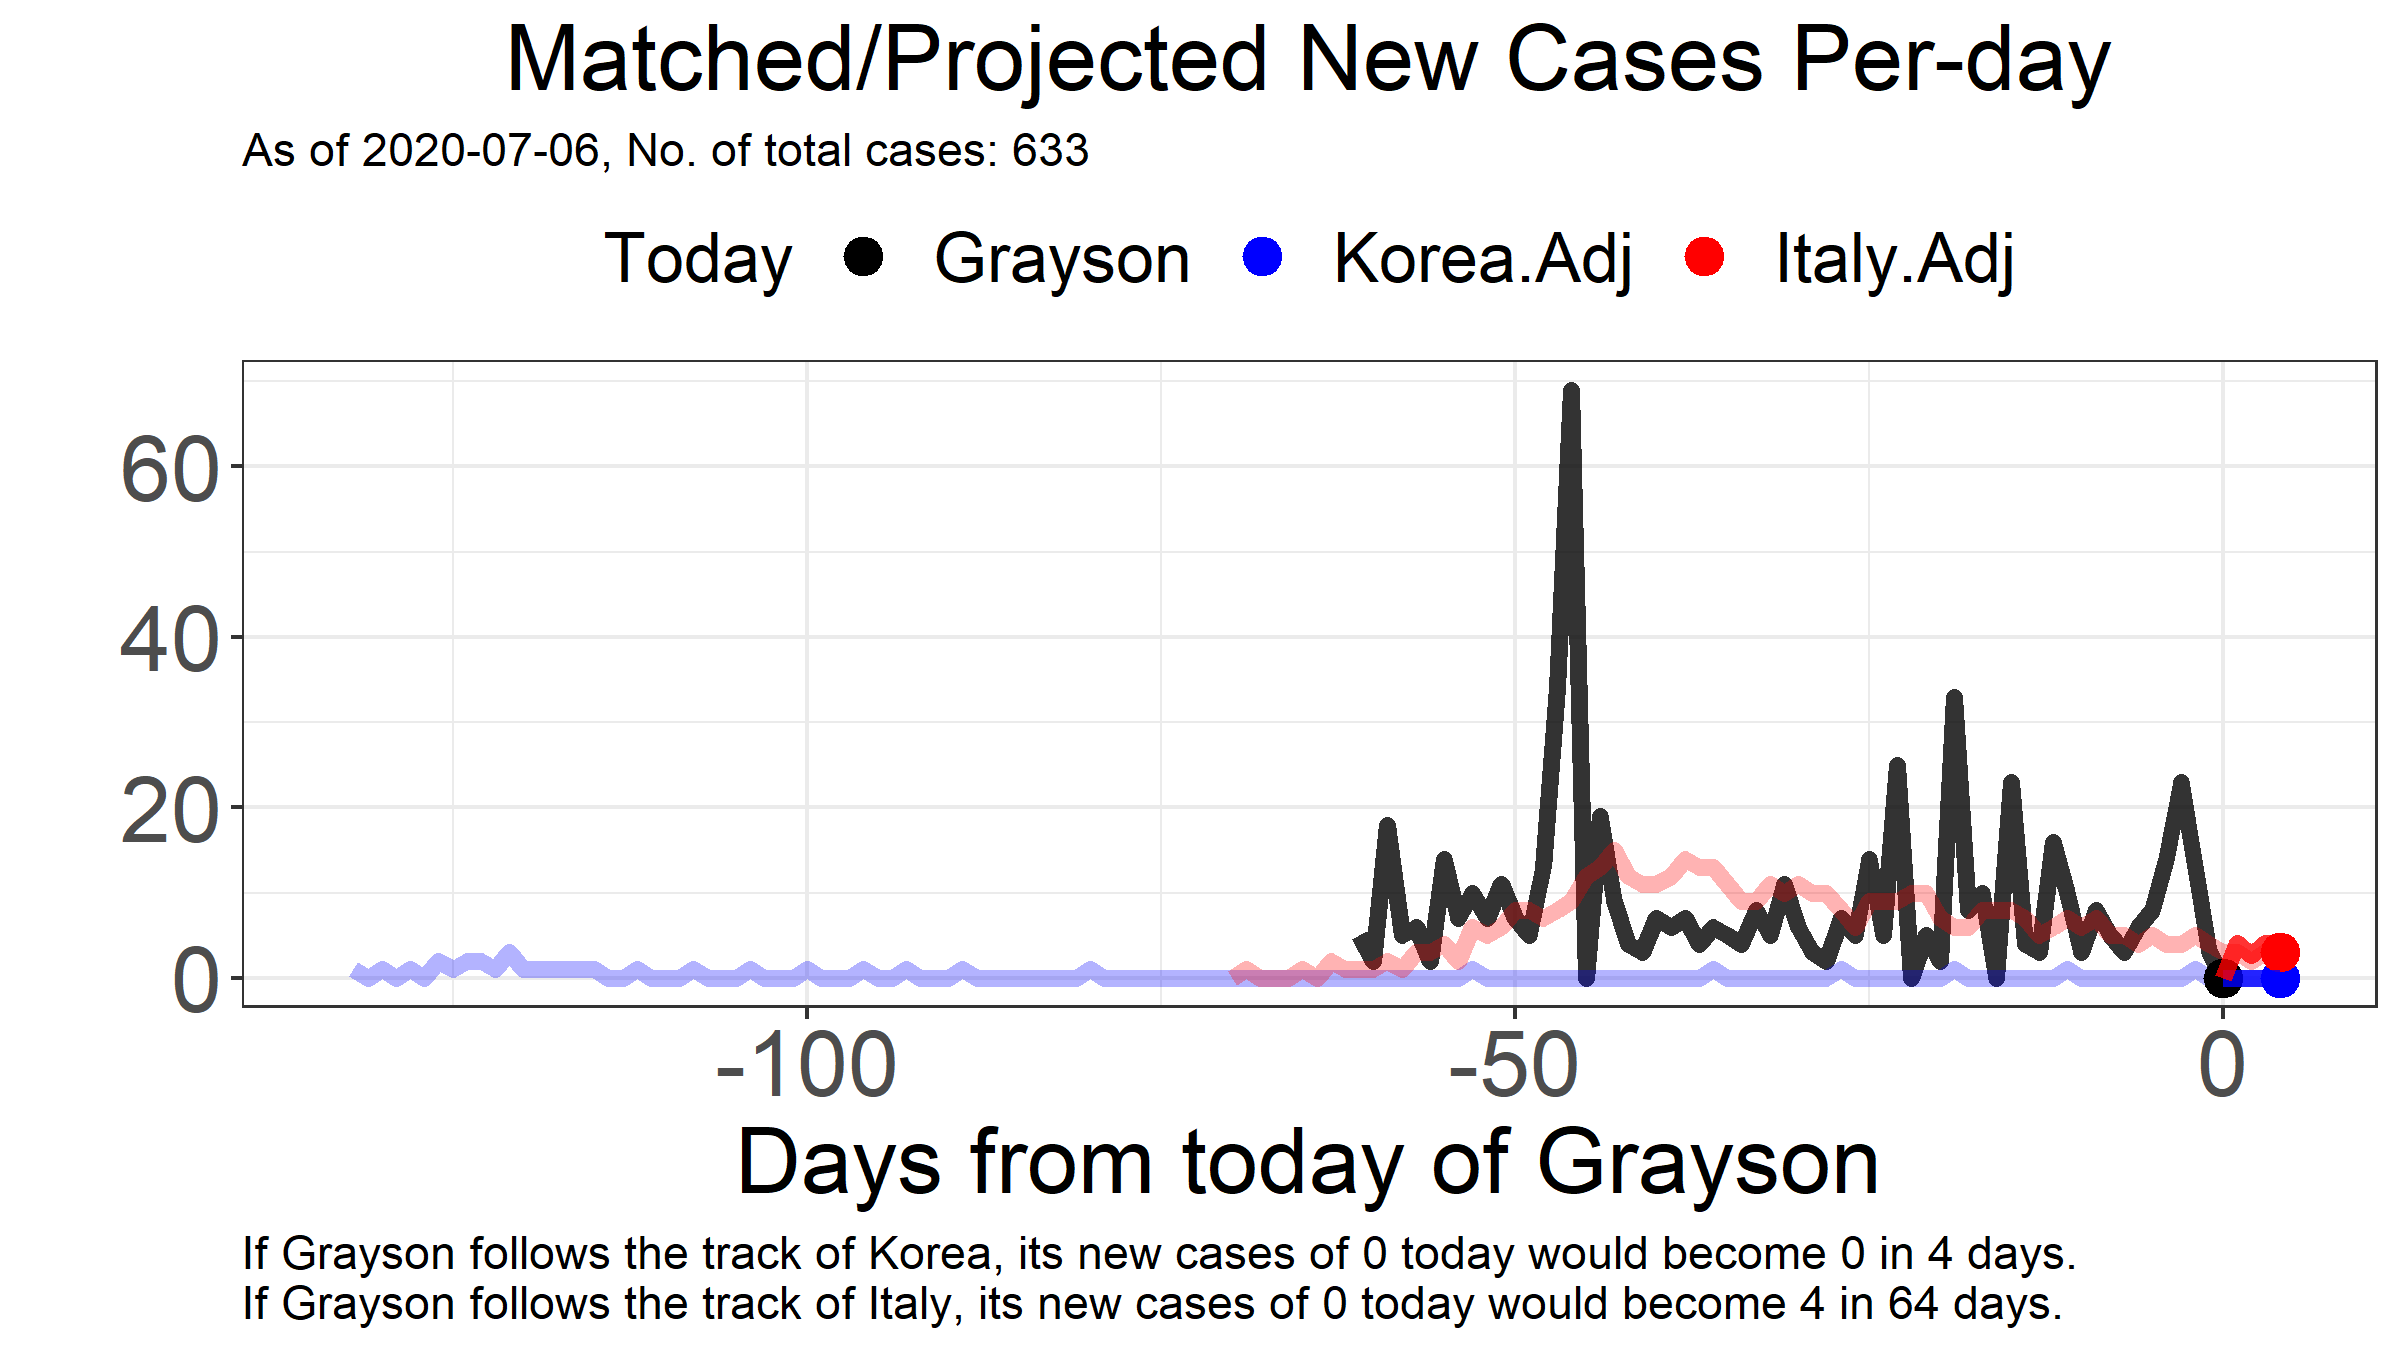 Matched/Projected New Cases Per-day
As of 2020-07-06, No. of total cases: 633
Today Grayson Korea.Adj Italy.Adj
60
40
20
0
-100 -50 0
Days from today of Grayson
If Grayson follows the track of Korea, its new cases of 0 today would become 0 in 4 days.
If Grayson follows the track of Italy, its new cases of 0 today would become 4 in 64 days.